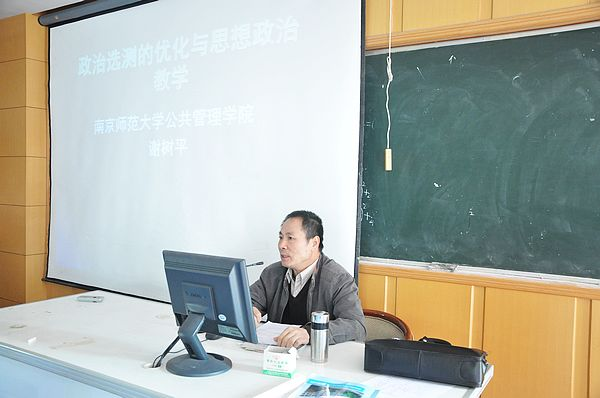 政治选测的优化与思想政治
教学
南京师范大学公共管理学院
谢树平